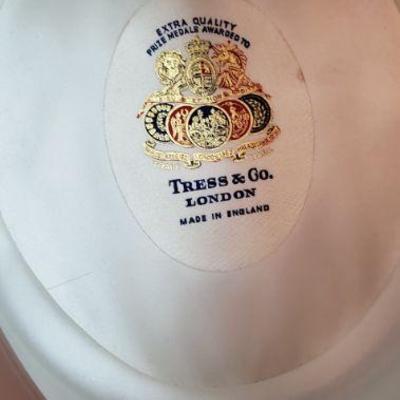 EXTRA QUALITY
PRIZE MEDALS AWARDED TO
TRESS & CO.
LONDON
MADE IN ENGLAND